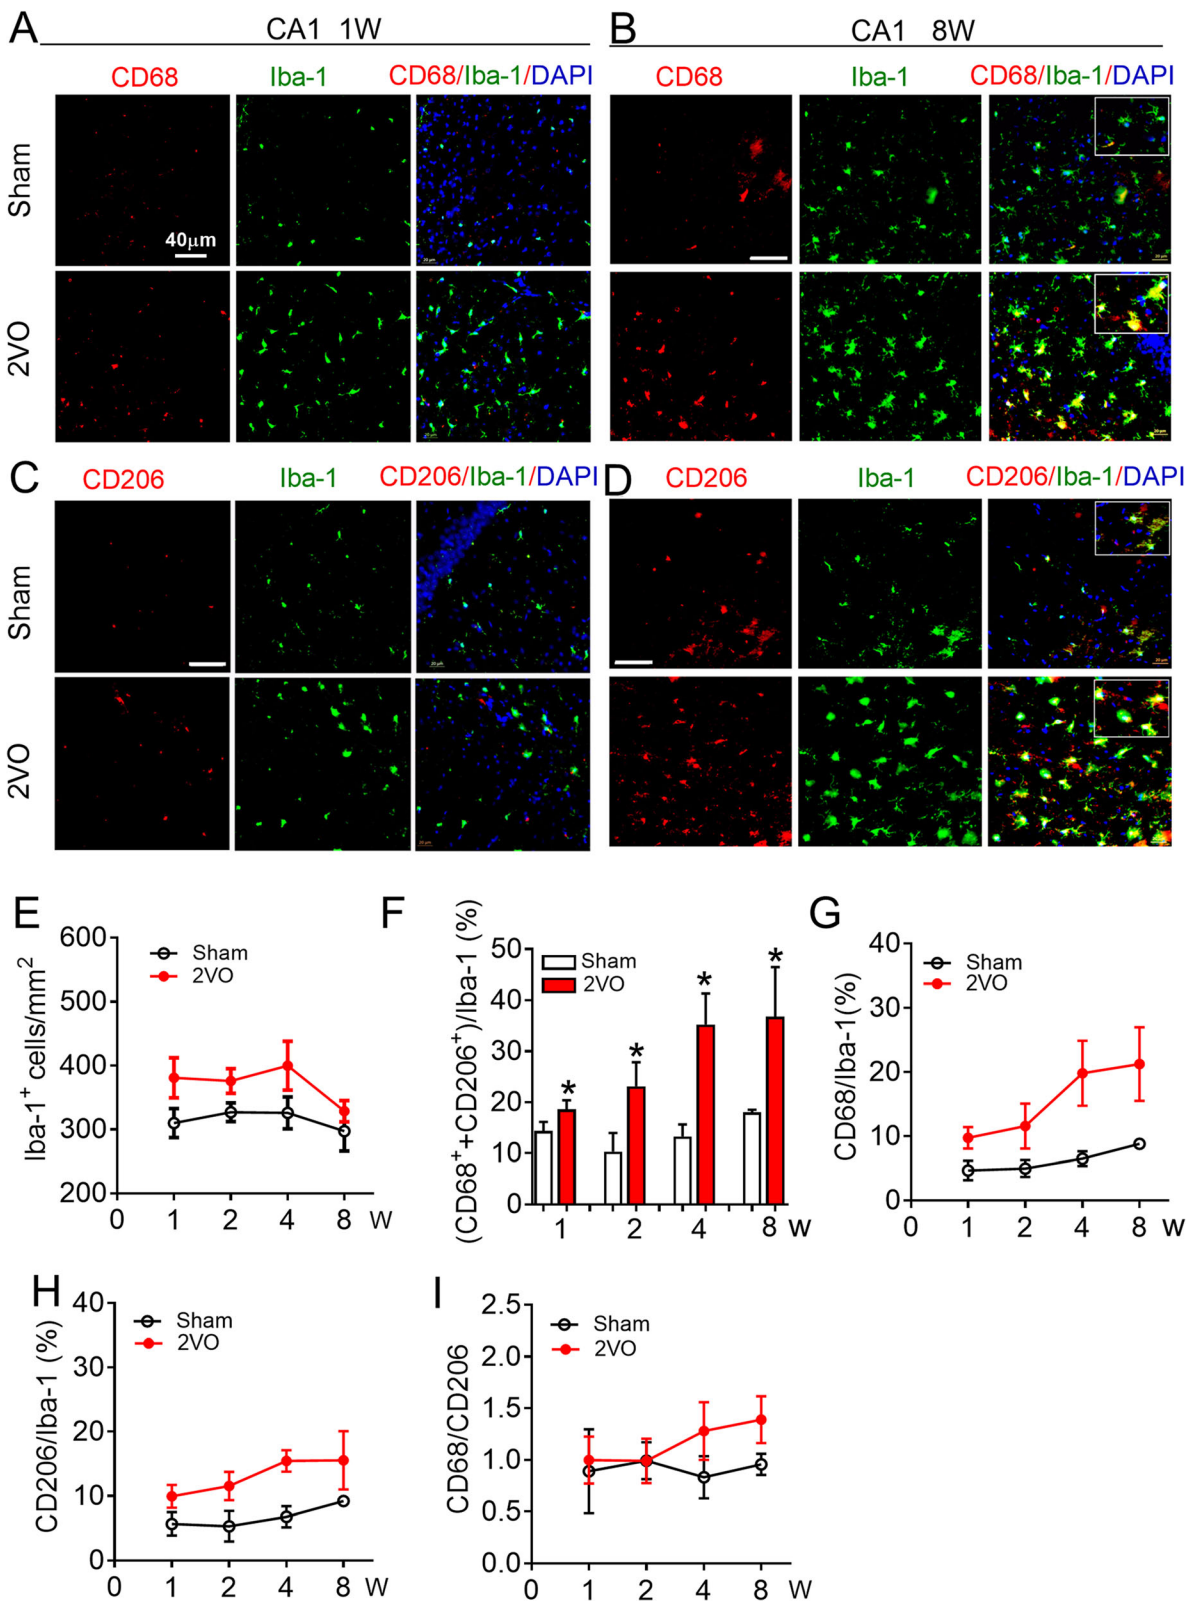 A CA1 1W
B CA1 8W
CD68 Iba-1 CD68/Iba-1/DAPI
CD68 Iba-1 CD68/Iba-1/DAPI
Sham
40μm
2VO
C CD206 Iba-1 CD206/Iba-1/DAPI
D CD206 Iba-1 CD206/Iba-1/DAPI
Sham
20 μm
2VO
E
Iba-1+ cells/mm2
600
500
400
300
200
0 1 2 4 8 w
Sham
2VO
F
(CD68++CD206+)/Iba-1 (%)
50
40
30
20
10
0
1 2 4 8 w
Sham
2VO
* * * *
G
CD68/Iba-1(%)
40
30
20
10
0
0 1 2 4 8 w
Sham
2VO
H
CD206/Iba-1 (%)
40
30
20
10
0
0 1 2 4 8 w
Sham
2VO
I
CD68/CD206
2.5
2.0
1.5
1.0
0.5
0.0
0 1 2 4 8 w
Sham
2VO